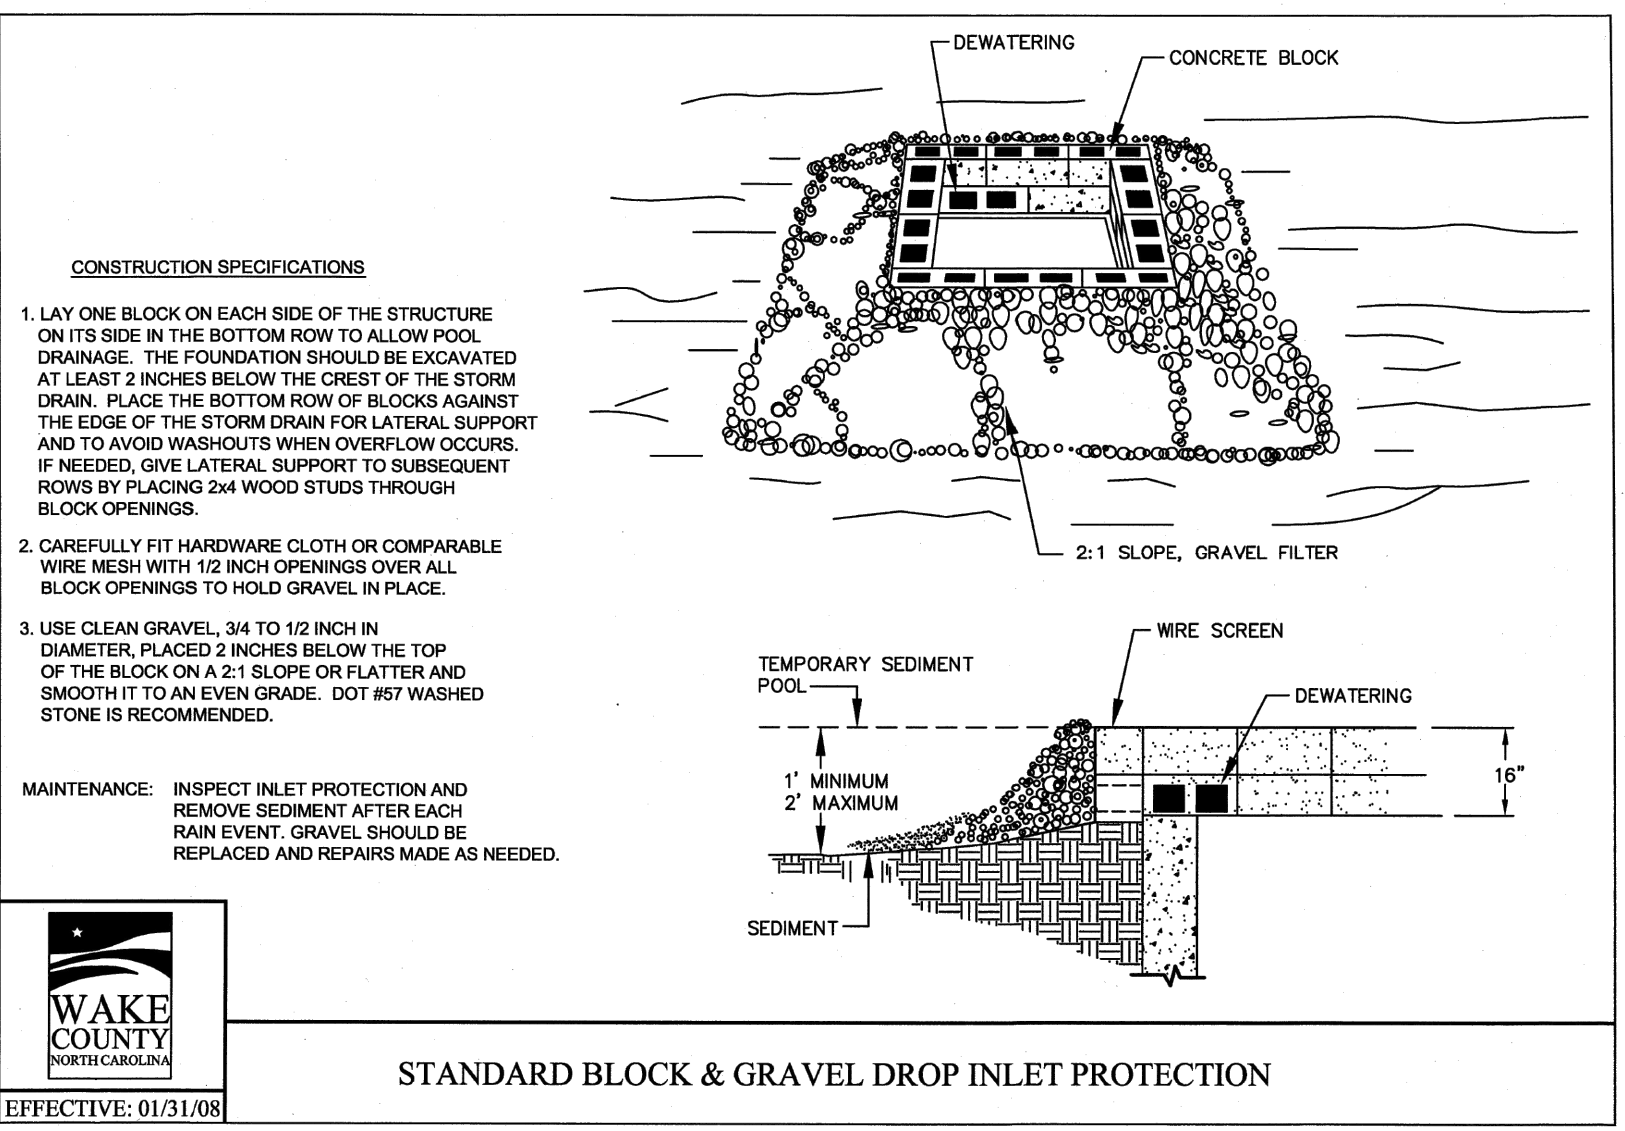 DEWATERING
CONCRETE BLOCK
CONSTRUCTION SPECIFICATIONS
1. LAY ONE BLOCK ON EACH SIDE OF THE STRUCTURE
ON ITS SIDE IN THE BOTTOM ROW TO ALLOW POOL
DRAINAGE. THE FOUNDATION SHOULD BE EXCAVATED
AT LEAST 2 INCHES BELOW THE CREST OF THE STORM
DRAIN. PLACE THE BOTTOM ROW OF BLOCKS AGAINST
THE EDGE OF THE STORM DRAIN FOR LATERAL SUPPORT
AND TO AVOID WASHOUTS WHEN OVERFLOW OCCURS.
IF NEEDED, GIVE LATERAL SUPPORT TO SUBSEQUENT
ROWS BY PLACING 2x4 WOOD STUDS THROUGH
BLOCK OPENINGS.
2. CAREFULLY FIT HARDWARE CLOTH OR COMPARABLE
WIRE MESH WITH 1/2 INCH OPENINGS OVER ALL
BLOCK OPENINGS TO HOLD GRAVEL IN PLACE.
3. USE CLEAN GRAVEL, 3/4 TO 1/2 INCH IN
DIAMETER, PLACED 2 INCHES BELOW THE TOP
OF THE BLOCK ON A 2:1 SLOPE OR FLATTER AND
SMOOTH IT TO AN EVEN GRADE. DOT #57 WASHED
STONE IS RECOMMENDED.
MAINTENANCE: INSPECT INLET PROTECTION AND
REMOVE SEDIMENT AFTER EACH
RAIN EVENT. GRAVEL SHOULD BE
REPLACED AND REPAIRS MADE AS NEEDED.
2:1 SLOPE, GRAVEL FILTER
WIRE SCREEN
TEMPORARY SEDIMENT
POOL
DEWATERING
1' MINIMUM
2' MAXIMUM
16"
SEDIMENT
WAKE
COUNTY
NORTH CAROLINA
EFFECTIVE: 01/31/08
STANDARD BLOCK & GRAVEL DROP INLET PROTECTION